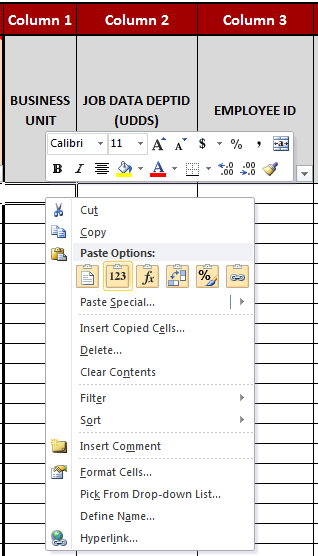 Column 1 Column 2 Column 3
BUSINESS UNIT JOB DATA DEPTID (UDDS) EMPLOYEE ID
Calibri 11 A A $ % ,
B I A .00 .0
Cut
Copy
Paste Options:
123 fx %
Paste Special...
Insert Copied Cells...
Delete...
Clear Contents
Filter
Sort
Insert Comment
Format Cells...
Pick From Drop-down List...
Define Name...
Hyperlink...